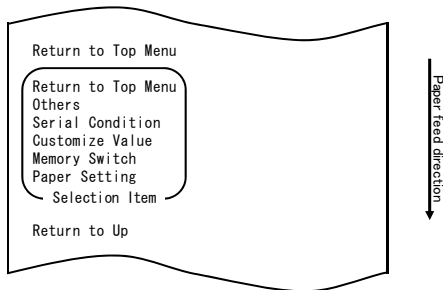 Return to Top Menu
Return to Top Menu
Others
Serial Condition
Customize Value
Memory Switch
Paper Setting
Selection Item
Return to Up
Paper feed direction